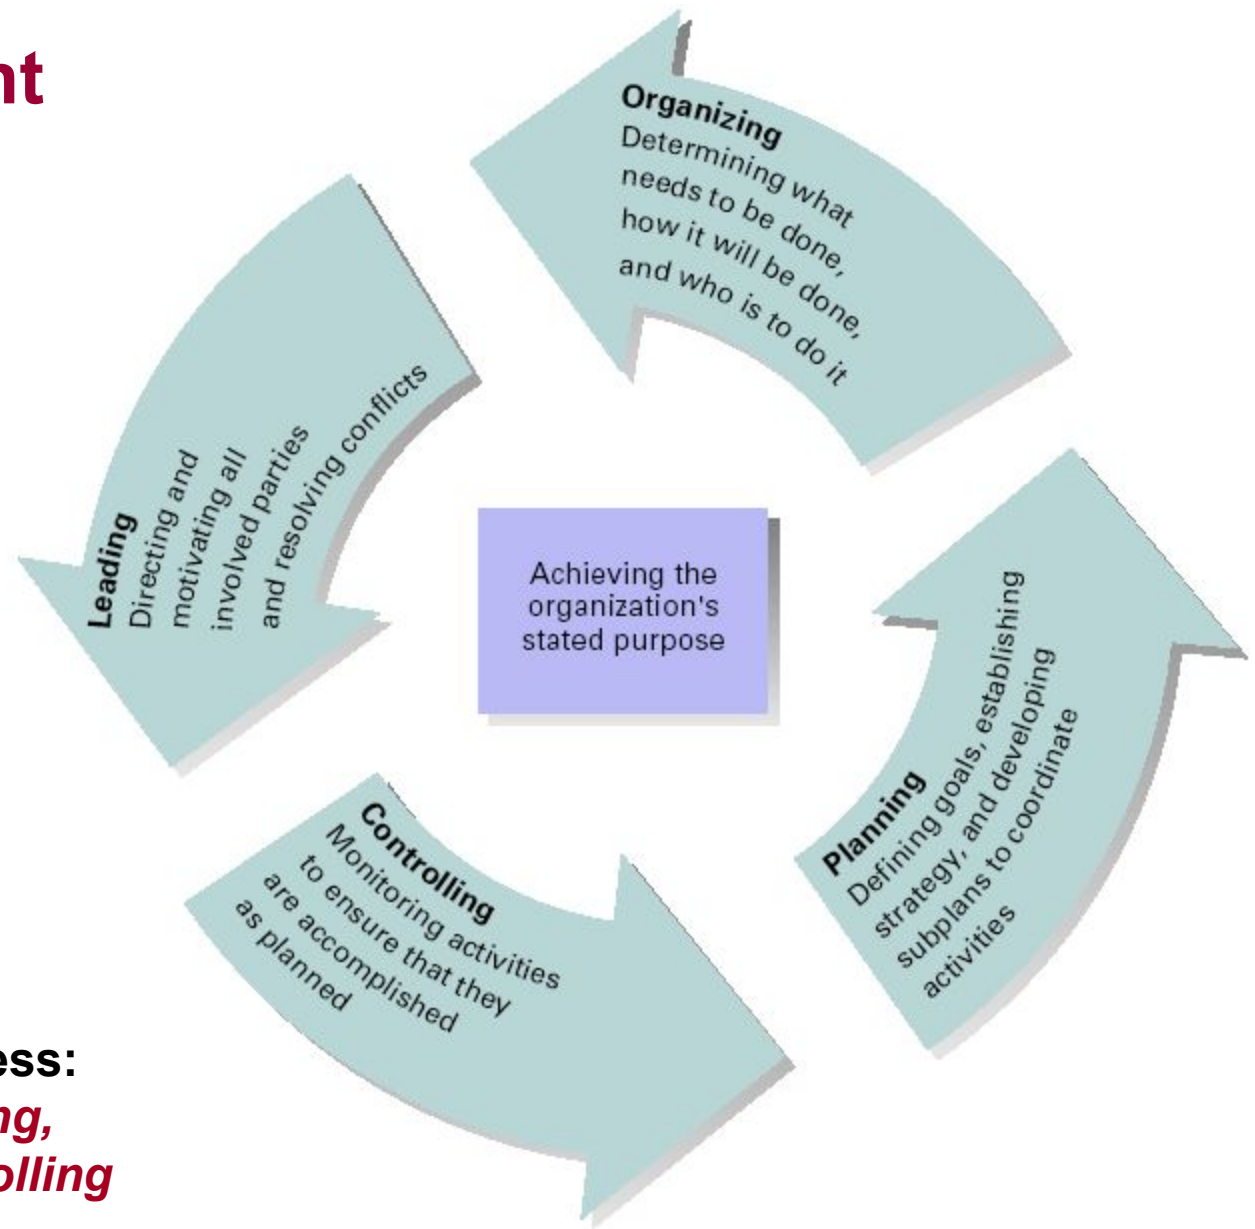 nt
Organizing
Determining what
needs to be done,
how it will be done,
and who is to do it
Leading
Directing and
motivating all
involved parties
and resolving conflicts
Achieving the
organization's
stated purpose
Planning
Defining goals, establishing
strategy, and developing
subplans to coordinate
activities
Controlling
Monitoring activities
to ensure that they
are accomplished
as planned
ess:
ng,
olling